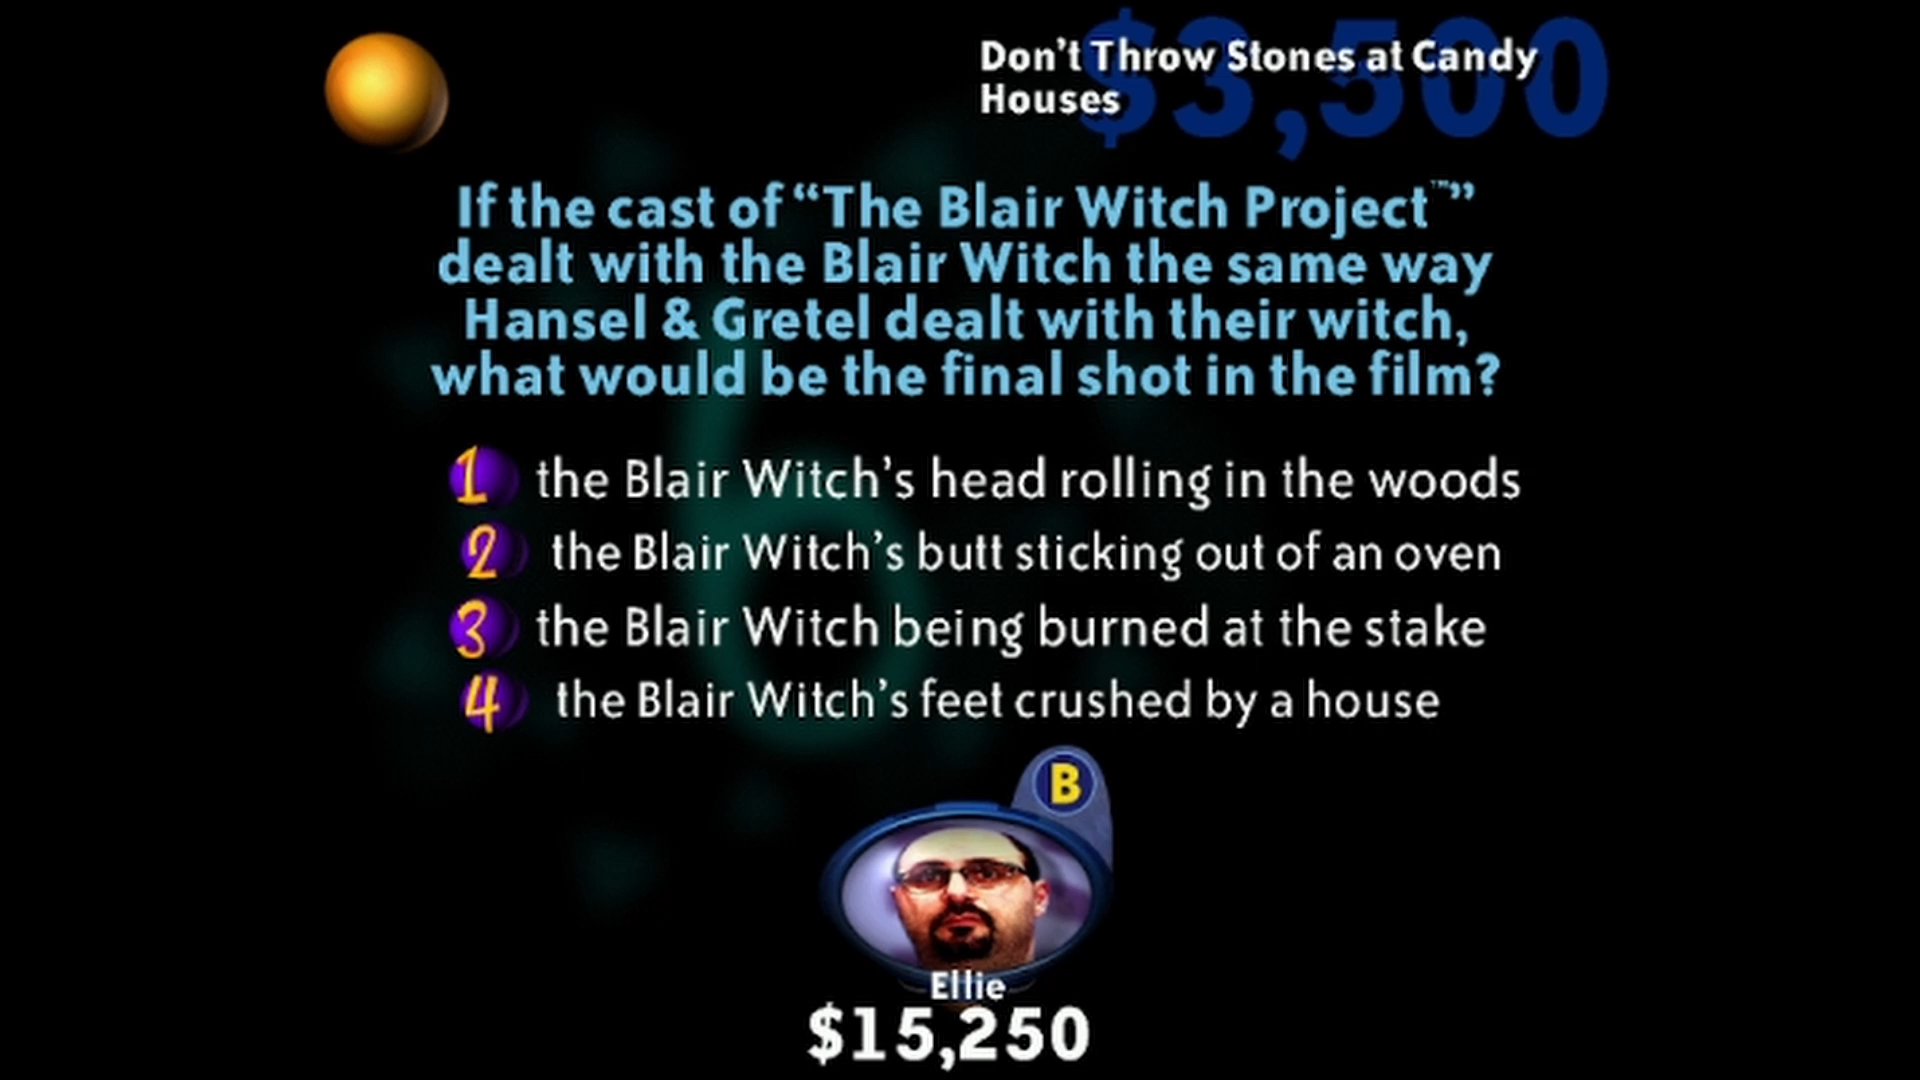 $3,500
Don't Throw Stones at Candy
Houses
If the cast of “The Blair Witch Project™”
dealt with the Blair Witch the same way
Hansel & Gretel dealt with their witch,
what would be the final shot in the film?
1 the Blair Witch’s head rolling in the woods
2 the Blair Witch’s butt sticking out of an oven
3 the Blair Witch being burned at the stake
4 the Blair Witch’s feet crushed by a house
B
Ellie
$15,250